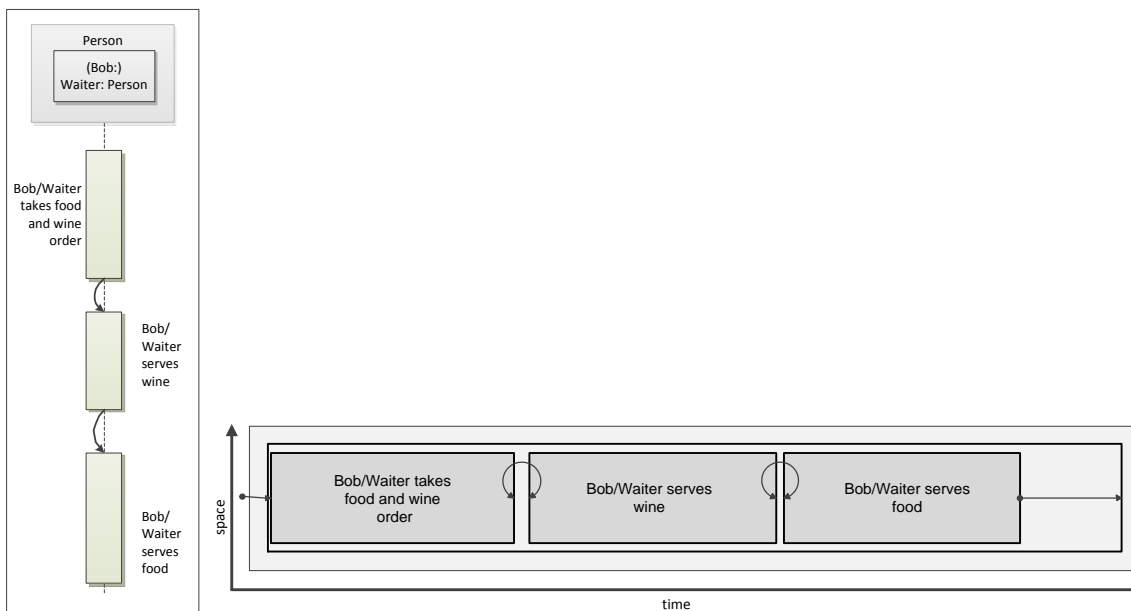 Person
(Bob:)
Waiter: Person
Bob/Waiter
takes food
and wine
order
Bob/
Waiter
serves
wine
Bob/
Waiter
serves
food
space
Bob/Waiter takes
food and wine
order
Bob/Waiter serves
wine
Bob/Waiter serves
food
time